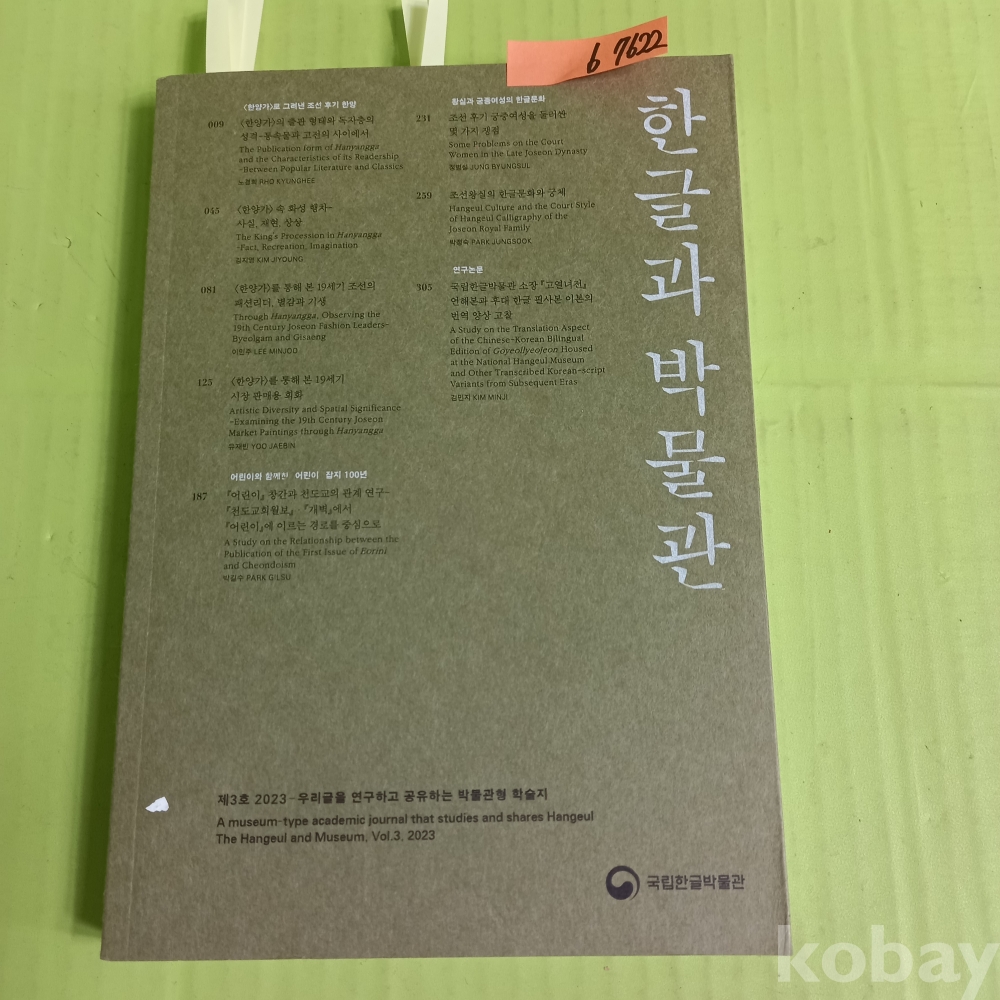 b 7622
한글과 박물관
〈한양가〉로 그려낸 조선 후기 한양
009
〈한양가〉의 출판 형태와 독자층의
성격-통속물과 고전의 사이에서
The Publication form of Hanyangga
and the Characteristics of Its Readership
-Between Popular Literature and Classics
노경희 RHO KYUNGHEE
045
〈한양가〉 속 화성 행차-
사실, 재현, 상상
The King's Procession in Hanyangga
-Fact, Recreation, Imagination
김지영 KIM JIYOUNG
081
〈한양가〉를 통해 본 19세기 조선의
패션리더, 별감과 기생
Through Hanyangga, Observing the
19th Century Joseon Fashion Leaders-
Byeolgam and Gisaeng
이민주 LEE MINJOO
125
〈한양가〉를 통해 본 19세기
시장 판매용 회화
Artistic Diversity and Spatial Significance
-Examining the 19th Century Joseon
Market Paintings through Hanyangga
유재빈 YOO JAEBIN
어린이와 함께한 어린이 잡지 100년
187
『어린이』 창간과 천도교의 관계 연구-
『천도교회월보』 『개벽』에서
『어린이』에 이르는 경로를 중심으로
A Study on the Relationship between the
Publication of the First Issue of Eorini
and Cheondoism
박길수 PARK GILSU
왕실과 궁중여성의 한글문화
231
조선 후기 궁중여성을 둘러싼
몇 가지 쟁점
Some Problems on the Court
Women in the Late Joseon Dynasty
정병설 JUNG BYUNGSUL
259
조선왕실의 한글문화와 궁체
Hangeul Culture and the Court Style
of Hangeul Calligraphy of the
Joseon Royal Family
박정숙 PARK JUNGSOOK
연구논문
305
국립한글박물관 소장 『고열녀전』
언해본과 후대 한글 필사본 이본의
번역 양상 고찰
A Study on the Translation Aspect
of the Chinese-Korean Bilingual
Edition of Goyeollyeojeon Housed
at the National Hangeul Museum
and Other Transcribed Korean-script
Variants from Subsequent Eras
김민지 KIM MINJI
제3호 2023-우리글을 연구하고 공유하는 박물관형 학술지
A museum-type academic journal that studies and shares Hangeul
The Hangeul and Museum, Vol.3, 2023
국립한글박물관
kobay